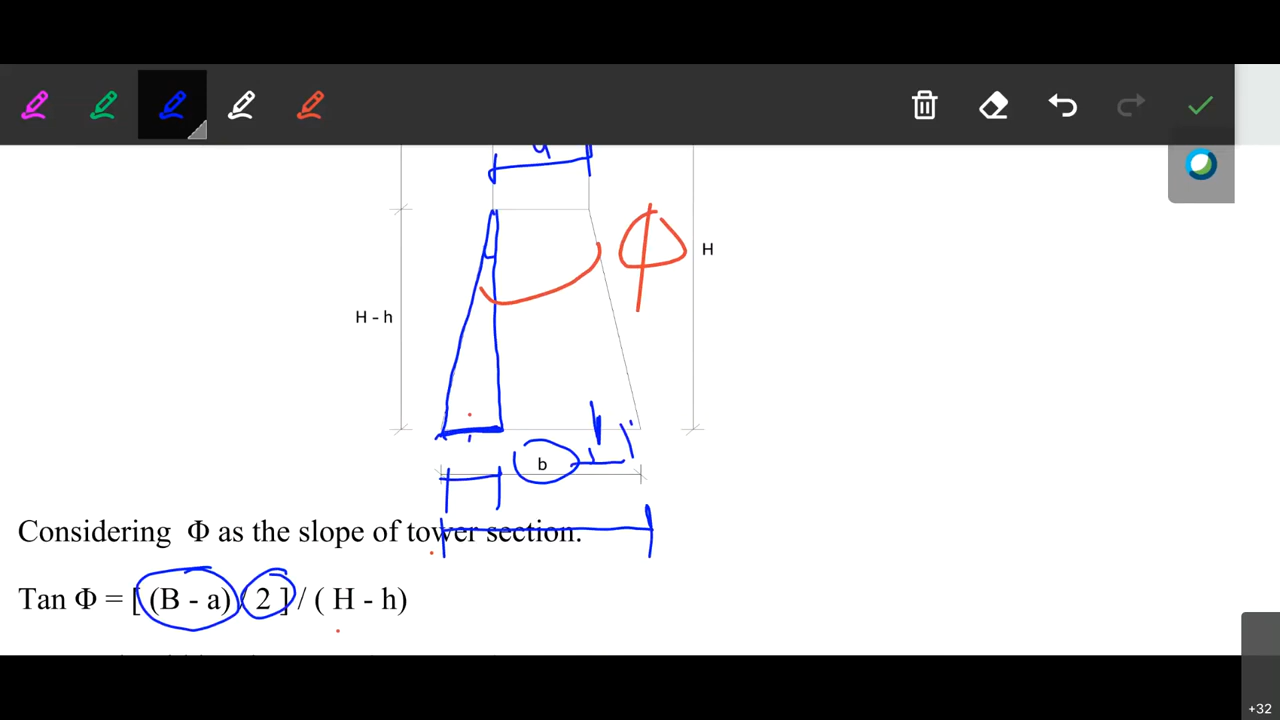 a
Φ
H
H - h
b
Considering Φ as the slope of tower section.
Tan Φ = [ (B - a) / 2 ] / ( H - h)
+32